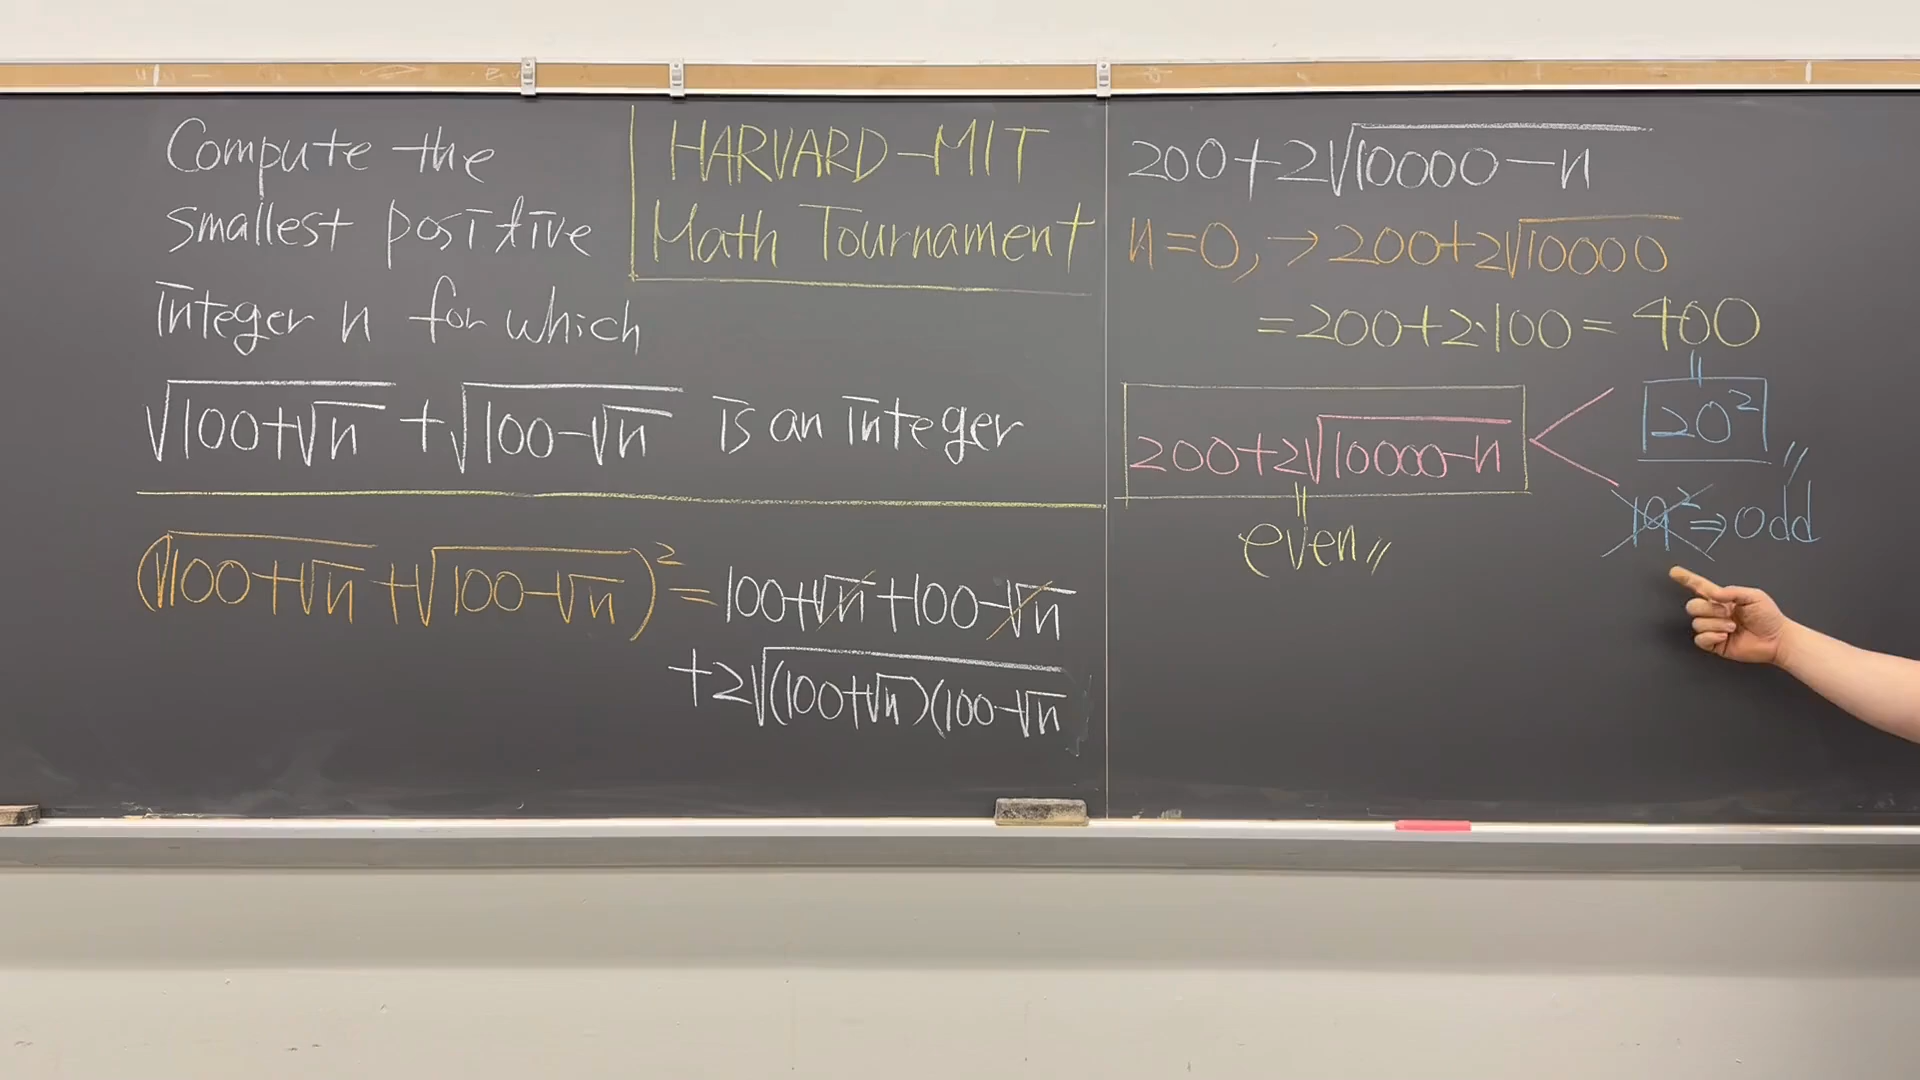 Compute the
smallest positive
integer n for which
√(100+√n) + √(100-√n) is an integer
HARVARD-MIT
Math Tournament
(√(100+√n) + √(100-√n))² = 100+√n+100-√n
+2√((100+√n)(100-√n
200+2√(10000-n)
n=0, → 200+2√10000
=200+2·100= 400
"
200+2√(10000-n) < 20² "
" 19² ⇒ odd
even "